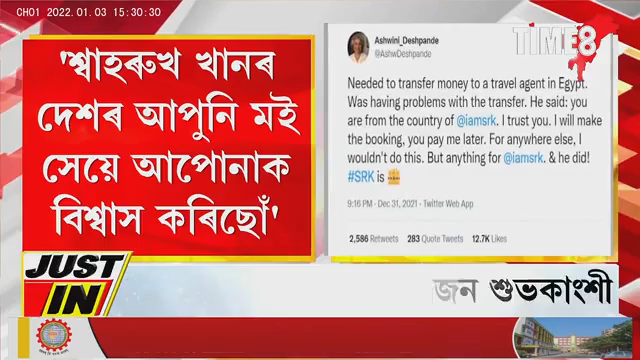 CH01 2022.01.03 15:30:30
'শ্বাহৰুখ খানৰ
দেশৰ আপুনি মই
সেয়ে আপোনাক
বিশ্বাস কৰিছোঁ'
Ashwini_Deshpande
@AshwDeshpande
TIME8
Needed to transfer money to a travel agent in Egypt.
Was having problems with the transfer. He said: you
are from the country of @iamsrk. I trust you. I will make
the booking, you pay me later. For anywhere else, I
wouldn't do this. But anything for @iamsrk. & he did!
#SRK is
9:16 PM · Dec 31, 2021 · Twitter Web App
2,586 Retweets 283 Quote Tweets 12.7K Likes
JUST
IN
জন শুভকাংশী